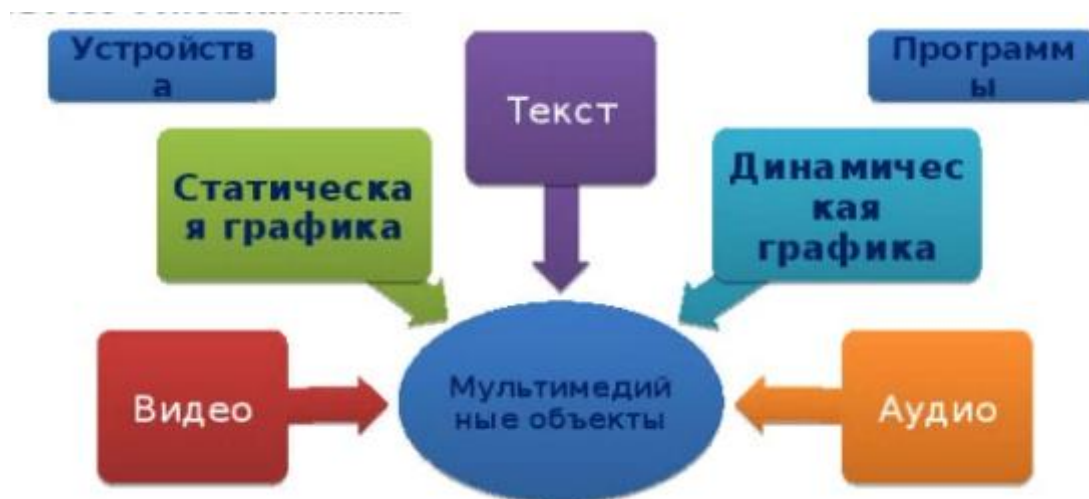 Устройств
а
Текст
Программ
ы
Статическа
я графика
Динамичес
кая
графика
Видео
Мультимедий
ные объекты
Аудио